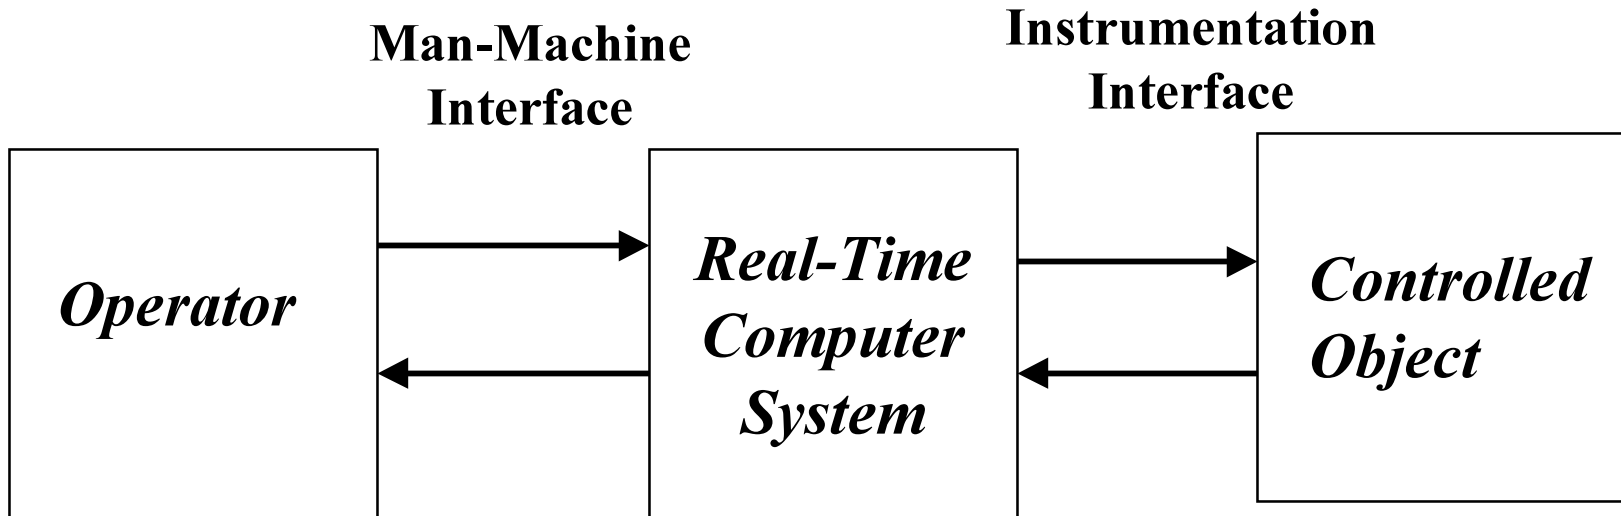 Man-Machine
Interface
Instrumentation
Interface
Operator
Real-Time
Computer
System
Controlled
Object